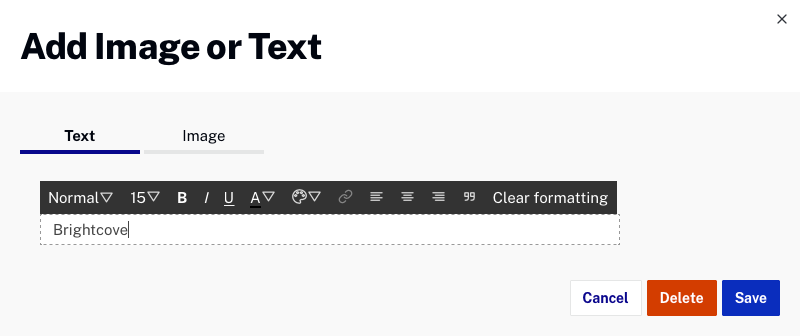 Add Image or Text
Text Image
Normal 15 B I U A Clear formatting
Brightcove
Cancel Delete Save